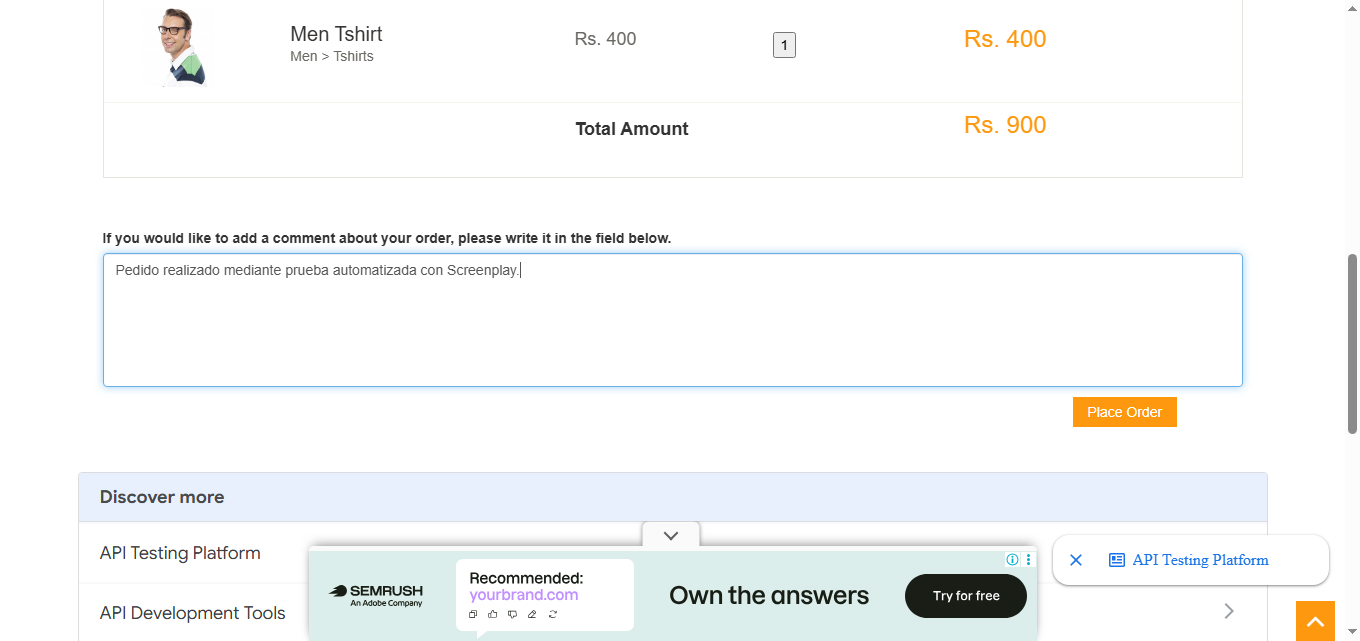 Men Tshirt
Men > Tshirts
Rs. 400
1
Rs. 400
Total Amount
Rs. 900
If you would like to add a comment about your order, please write it in the field below.
Pedido realizado mediante prueba automatizada con Screenplay.
Place Order
Discover more
API Testing Platform
API Development Tools
SEMRUSH
An Adobe Company
Recommended:
yourbrand.com
Own the answers
Try for free
API Testing Platform